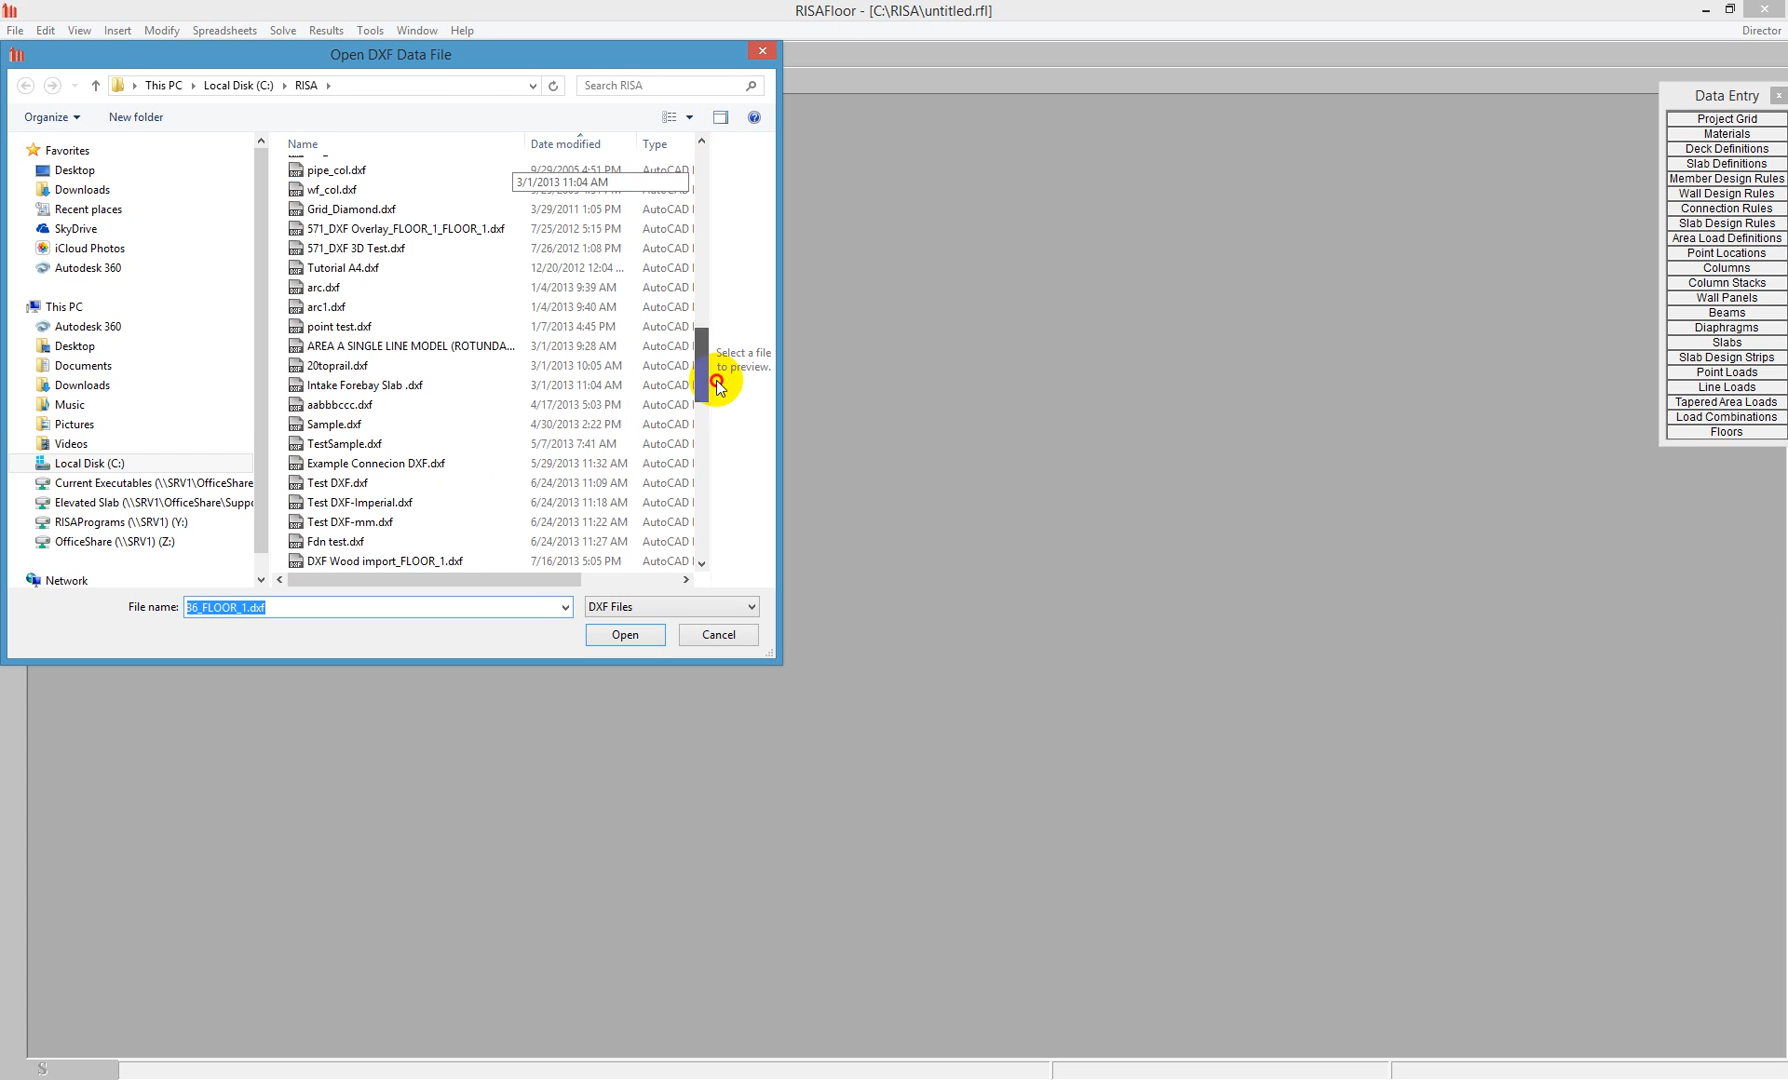 RISAFloor - [C:\RISA\untitled.rfl]
File Edit View Insert Modify Spreadsheets Solve Results Tools Window Help Director
Open DXF Data File
This PC Local Disk (C:) RISA
Search RISA
Organize New folder
Favorites
Desktop
Downloads
Recent places
SkyDrive
iCloud Photos
Autodesk 360
This PC
Autodesk 360
Desktop
Documents
Downloads
Music
Pictures
Videos
Local Disk (C:)
Current Executables (\\SRV1\OfficeShare
Elevated Slab (\\SRV1\OfficeShare\Suppo
RISAPrograms (\\SRV1) (Y:)
OfficeShare (\\SRV1) (Z:)
Network
Name Date modified Type
pipe_col.dxf 9/29/2005 4:51 PM AutoCAD
3/1/2013 11:04 AM
wf_col.dxf AutoCAD
Grid_Diamond.dxf 3/29/2011 1:05 PM AutoCAD
571_DXF Overlay_FLOOR_1_FLOOR_1.dxf 7/25/2012 5:15 PM AutoCAD
571_DXF 3D Test.dxf 7/26/2012 1:08 PM AutoCAD
Tutorial A4.dxf 12/20/2012 12:04 ... AutoCAD
arc.dxf 1/4/2013 9:39 AM AutoCAD
arc1.dxf 1/4/2013 9:40 AM AutoCAD
point test.dxf 1/7/2013 4:45 PM AutoCAD
AREA A SINGLE LINE MODEL (ROTUNDA... 3/1/2013 9:28 AM AutoCAD
20toprail.dxf 3/1/2013 10:05 AM AutoCAD
Intake Forebay Slab .dxf 3/1/2013 11:04 AM AutoCAD
aabbbccc.dxf 4/17/2013 5:03 PM AutoCAD
Sample.dxf 4/30/2013 2:22 PM AutoCAD
TestSample.dxf 5/7/2013 7:41 AM AutoCAD
Example Connecion DXF.dxf 5/29/2013 11:32 AM AutoCAD
Test DXF.dxf 6/24/2013 11:09 AM AutoCAD
Test DXF-Imperial.dxf 6/24/2013 11:18 AM AutoCAD
Test DXF-mm.dxf 6/24/2013 11:22 AM AutoCAD
Fdn test.dxf 6/24/2013 11:27 AM AutoCAD
DXF Wood import_FLOOR_1.dxf 7/16/2013 5:05 PM AutoCAD
Select a file
to preview.
File name: B6_FLOOR_1.dxf DXF Files
Open Cancel
Data Entry
Project Grid
Materials
Deck Definitions
Slab Definitions
Member Design Rules
Wall Design Rules
Connection Rules
Slab Design Rules
Area Load Definitions
Point Locations
Columns
Column Stacks
Wall Panels
Beams
Diaphragms
Slabs
Slab Design Strips
Point Loads
Line Loads
Tapered Area Loads
Load Combinations
Floors
S